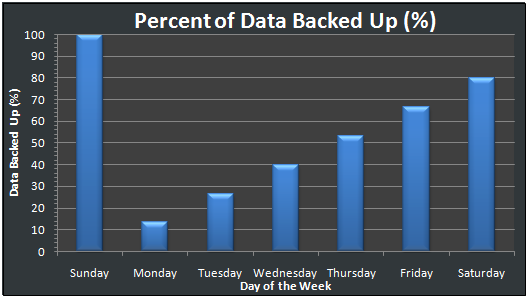 Percent of Data Backed Up (%)
Data Backed Up (%)
100
90
80
70
60
50
40
30
20
10
0
Sunday Monday Tuesday Wednesday Thursday Friday Saturday
Day of the Week